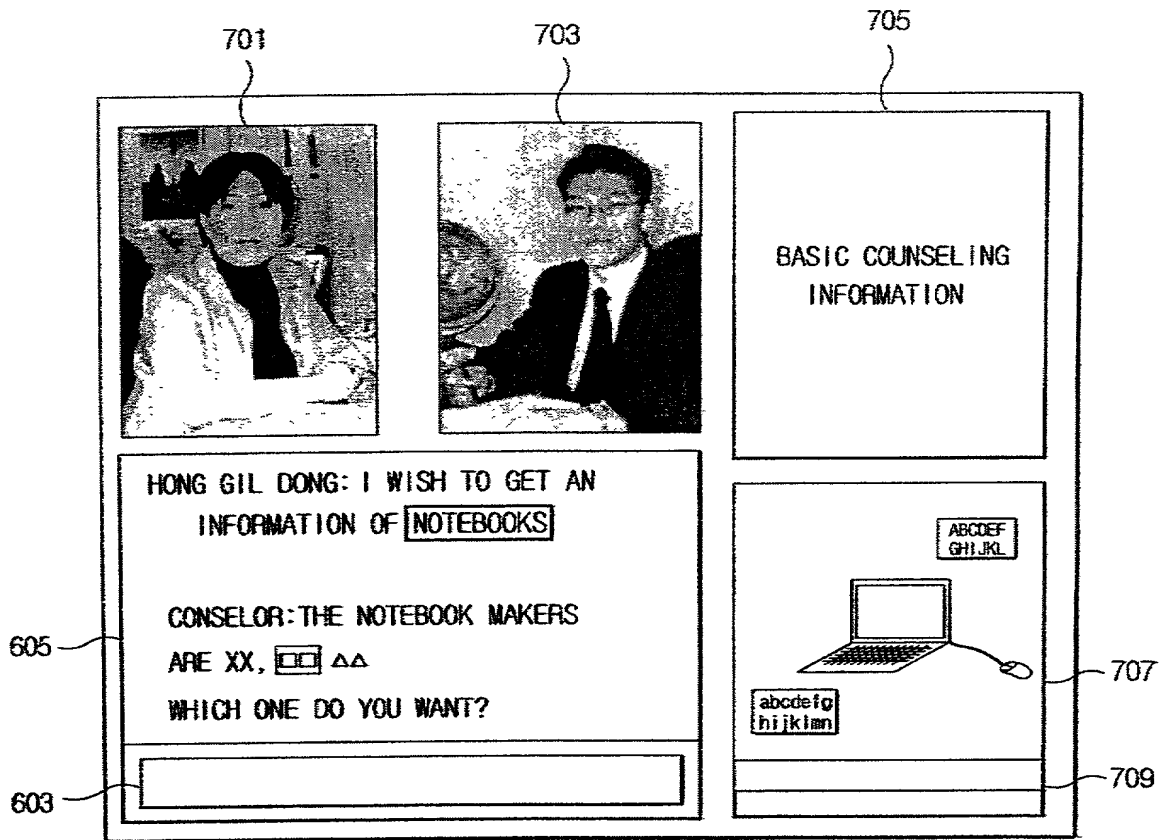 701
703
705
BASIC COUNSELING
INFORMATION
HONG GIL DONG: I WISH TO GET AN
INFORMATION OF NOTEBOOKS
CONSELOR: THE NOTEBOOK MAKERS
ARE XX, □□ △△
WHICH ONE DO YOU WANT?
605
603
ABCDEF
GHIJKL
abcdefg
hijklmn
707
709